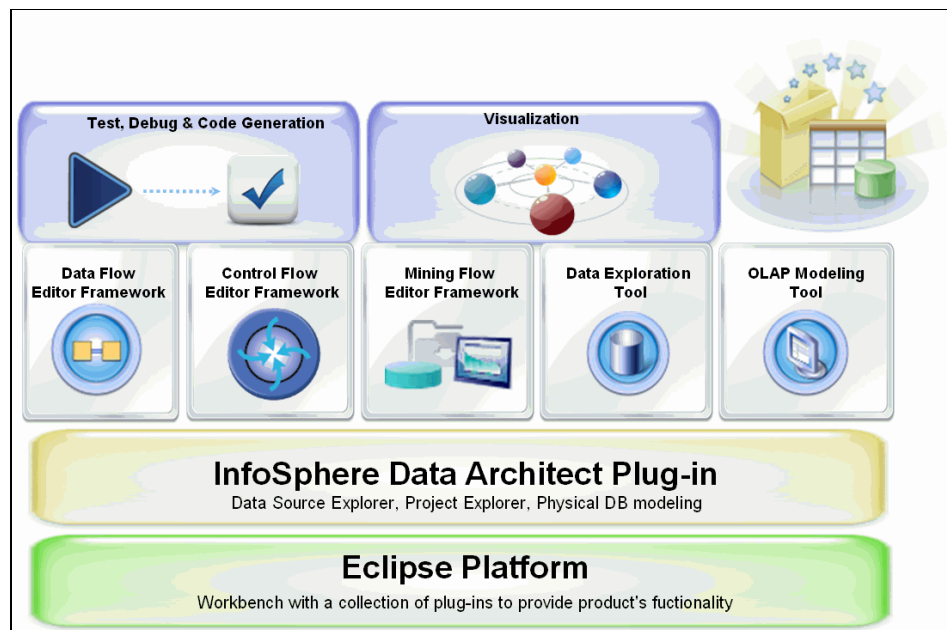 Test, Debug & Code Generation
Visualization
Data Flow
Editor Framework
Control Flow
Editor Framework
Mining Flow
Editor Framework
Data Exploration
Tool
OLAP Modeling
Tool
InfoSphere Data Architect Plug-in
Data Source Explorer, Project Explorer, Physical DB modeling
Eclipse Platform
Workbench with a collection of plug-ins to provide product's fuctionality